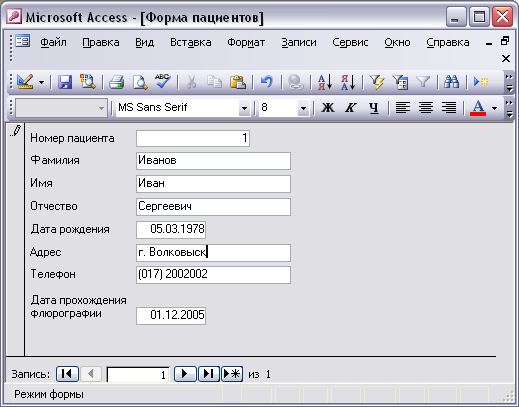 Microsoft Access - [Форма пациентов]
Файл Правка Вид Вставка Формат Записи Сервис Окно Справка
MS Sans Serif 8 Ж К Ч А
Номер пациента 1
Фамилия Иванов
Имя Иван
Отчество Сергеевич
Дата рождения 05.03.1978
Адрес г. Волковыск
Телефон (017) 2002002
Дата прохождения
флюрографии 01.12.2005
Запись: 1 из 1
Режим формы